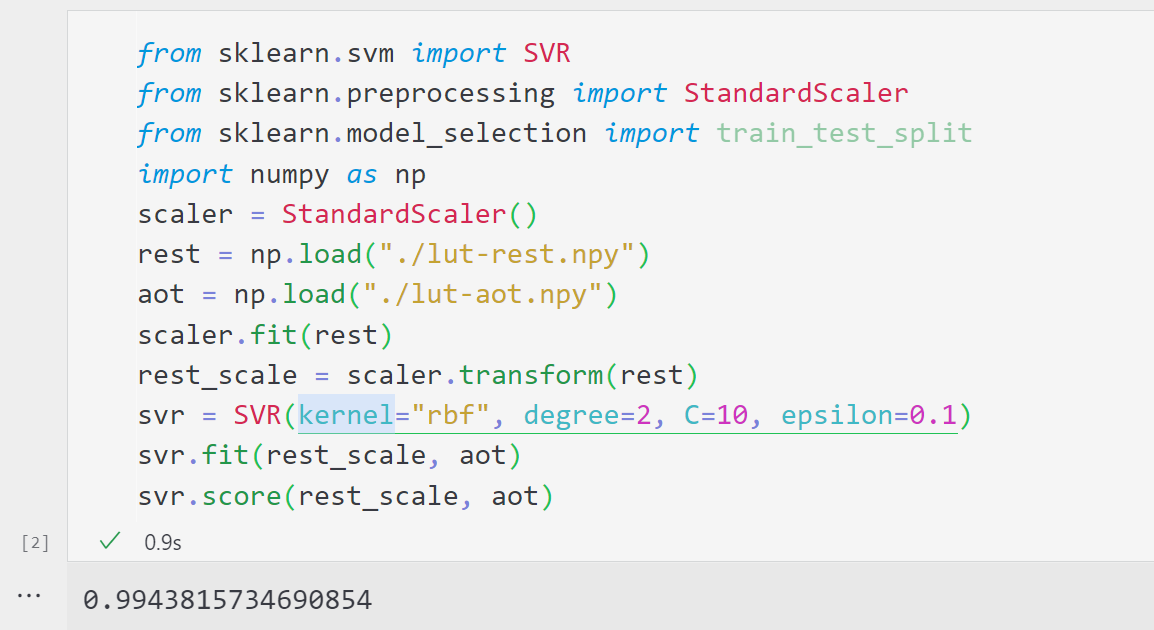 from sklearn.svm import SVR
from sklearn.preprocessing import StandardScaler
from sklearn.model_selection import train_test_split
import numpy as np
scaler = StandardScaler()
rest = np.load("./lut-rest.npy")
aot = np.load("./lut-aot.npy")
scaler.fit(rest)
rest_scale = scaler.transform(rest)
svr = SVR(kernel="rbf", degree=2, C=10, epsilon=0.1)
svr.fit(rest_scale, aot)
svr.score(rest_scale, aot)
[2] ✓ 0.9s
... 0.9943815734690854